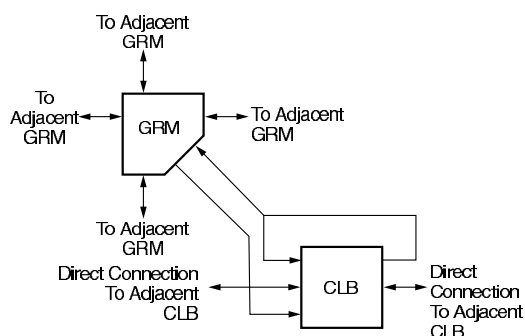 To Adjacent
GRM
To
Adjacent
GRM
GRM
To Adjacent
GRM
To Adjacent
GRM
Direct Connection
To Adjacent
CLB
CLB
Direct
Connection
To Adjacent
CLB